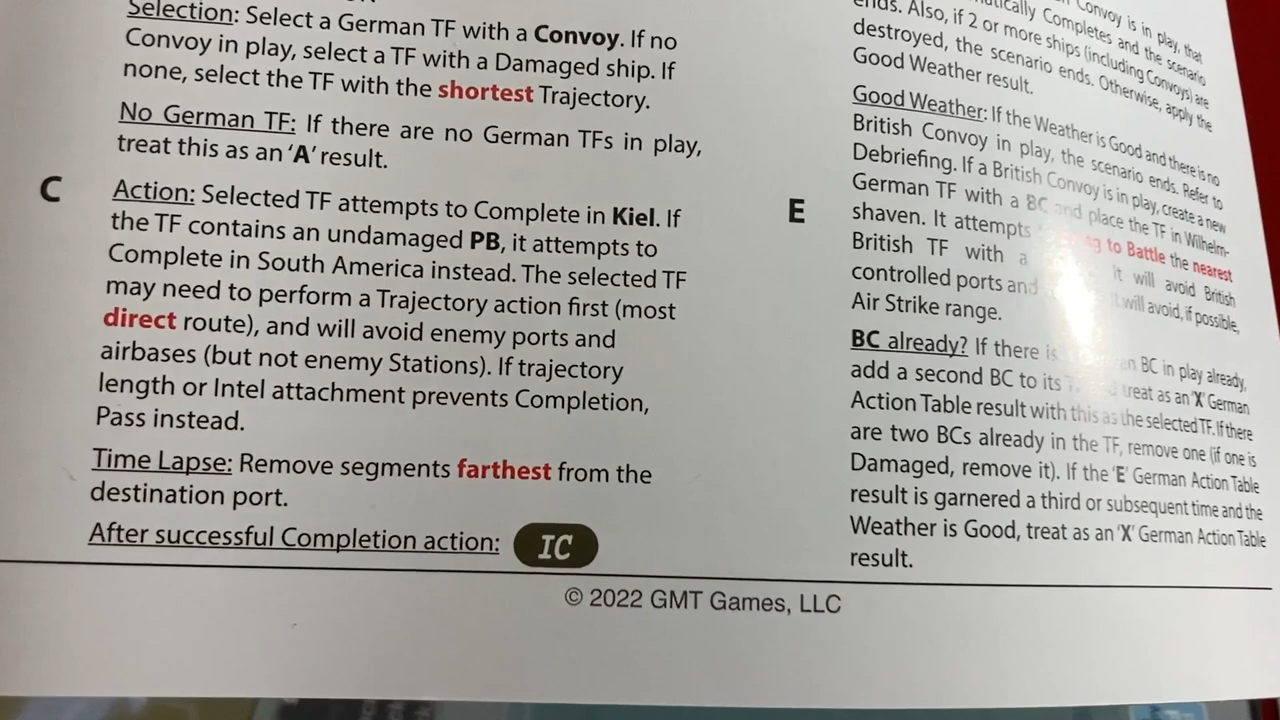 Selection: Select a German TF with a Convoy. If no
Convoy in play, select a TF with a Damaged ship. If
none, select the TF with the shortest Trajectory.
No German TF: If there are no German TFs in play,
treat this as an 'A' result.
C
Action: Selected TF attempts to Complete in Kiel. If
the TF contains an undamaged PB, it attempts to
Complete in South America instead. The selected TF
may need to perform a Trajectory action first (most
direct route), and will avoid enemy ports and
airbases (but not enemy Stations). If trajectory
length or Intel attachment prevents Completion,
Pass instead.
Time Lapse: Remove segments farthest from the
destination port.
After successful Completion action: IC
Convoy is in play, that
Completes and the scenario
ends. Also, if 2 or more ships (including Convoys) are
destroyed, the scenario ends. Otherwise, apply the
Good Weather result.
E
Good Weather: If the Weather is Good and there is no
British Convoy in play, the scenario ends. Refer to
Debriefing. If a British Convoy is in play, create a new
German TF with a BC and place the TF in Wilhelm-
shaven. It attempts to Battle the nearest
British TF with a it will avoid British
controlled ports and it will avoid, if possible,
Air Strike range.
BC already? If there is BC in play already,
add a second BC to its treat as an 'X' German
Action Table result with this as the selected TF. If there
are two BCs already in the TF, remove one (if one is
Damaged, remove it). If the 'E' German Action Table
result is garnered a third or subsequent time and the
Weather is Good, treat as an 'X' German Action Table
result.
© 2022 GMT Games, LLC